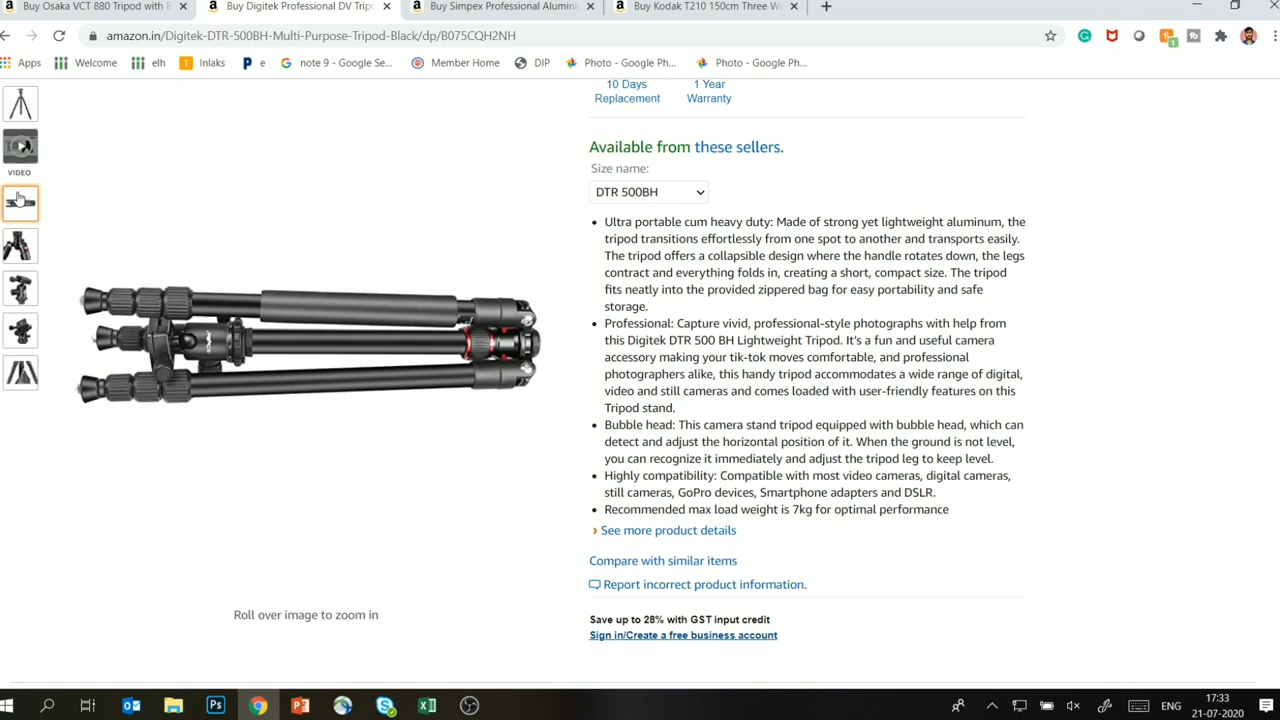 Buy Osaka VCT 880 Tripod with B
Buy Digitek Professional DV Tripo
Buy Simpex Professional Alumini
Buy Kodak T210 150cm Three Wa
amazon.in/Digitek-DTR-500BH-Multi-Purpose-Tripod-Black/dp/B075CQH2NH
Apps
Welcome
elh
Inlaks
e
note 9 - Google Se...
Member Home
DIP
Photo - Google Ph...
Photo - Google Ph...
10 Days
Replacement
1 Year
Warranty
VIDEO
Available from these sellers.
Size name:
DTR 500BH
Ultra portable cum heavy duty: Made of strong yet lightweight aluminum, the
tripod transitions effortlessly from one spot to another and transports easily.
The tripod offers a collapsible design where the handle rotates down, the legs
contract and everything folds in, creating a short, compact size. The tripod
fits neatly into the provided zippered bag for easy portability and safe
storage.
Professional: Capture vivid, professional-style photographs with help from
this Digitek DTR 500 BH Lightweight Tripod. It's a fun and useful camera
accessory making your tik-tok moves comfortable, and professional
photographers alike, this handy tripod accommodates a wide range of digital,
video and still cameras and comes loaded with user-friendly features on this
Tripod stand.
Bubble head: This camera stand tripod equipped with bubble head, which can
detect and adjust the horizontal position of it. When the ground is not level,
you can recognize it immediately and adjust the tripod leg to keep level.
Highly compatibility: Compatible with most video cameras, digital cameras,
still cameras, GoPro devices, Smartphone adapters and DSLR.
Recommended max load weight is 7kg for optimal performance
See more product details
Compare with similar items
Report incorrect product information.
Roll over image to zoom in
Save up to 28% with GST input credit
Sign in/Create a free business account
ENG
17:33
21-07-2020